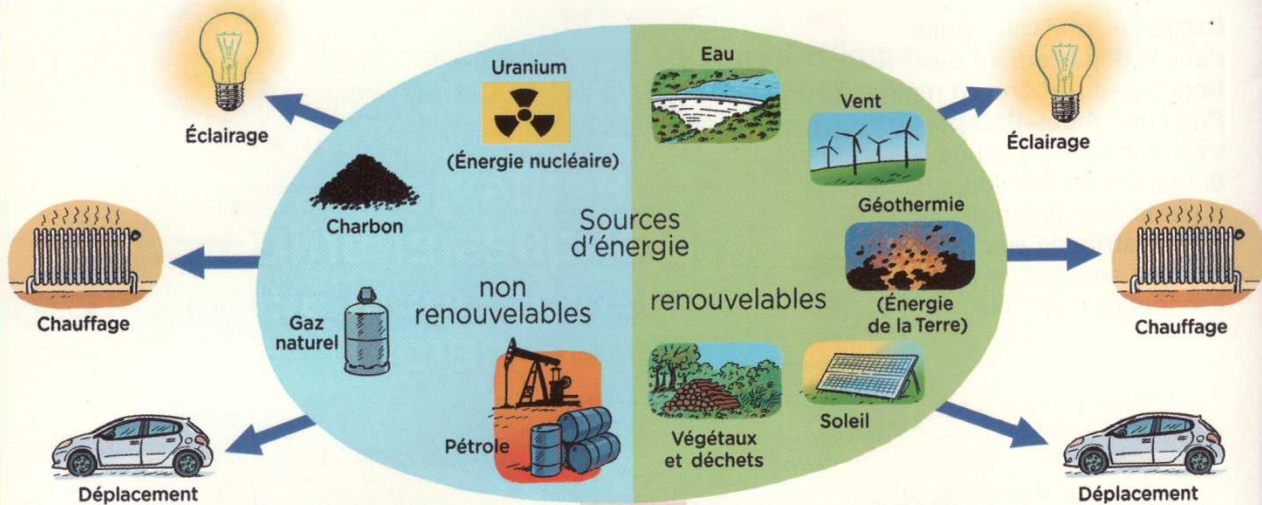 Éclairage
Uranium
(Énergie nucléaire)
Charbon
Chauffage
Gaz
naturel
Pétrole
Déplacement
Sources
d'énergie
non
renouvelables
renouvelables
Eau
Vent
Géothermie
(Énergie
de la Terre)
Soleil
Végétaux
et déchets
Éclairage
Chauffage
Déplacement